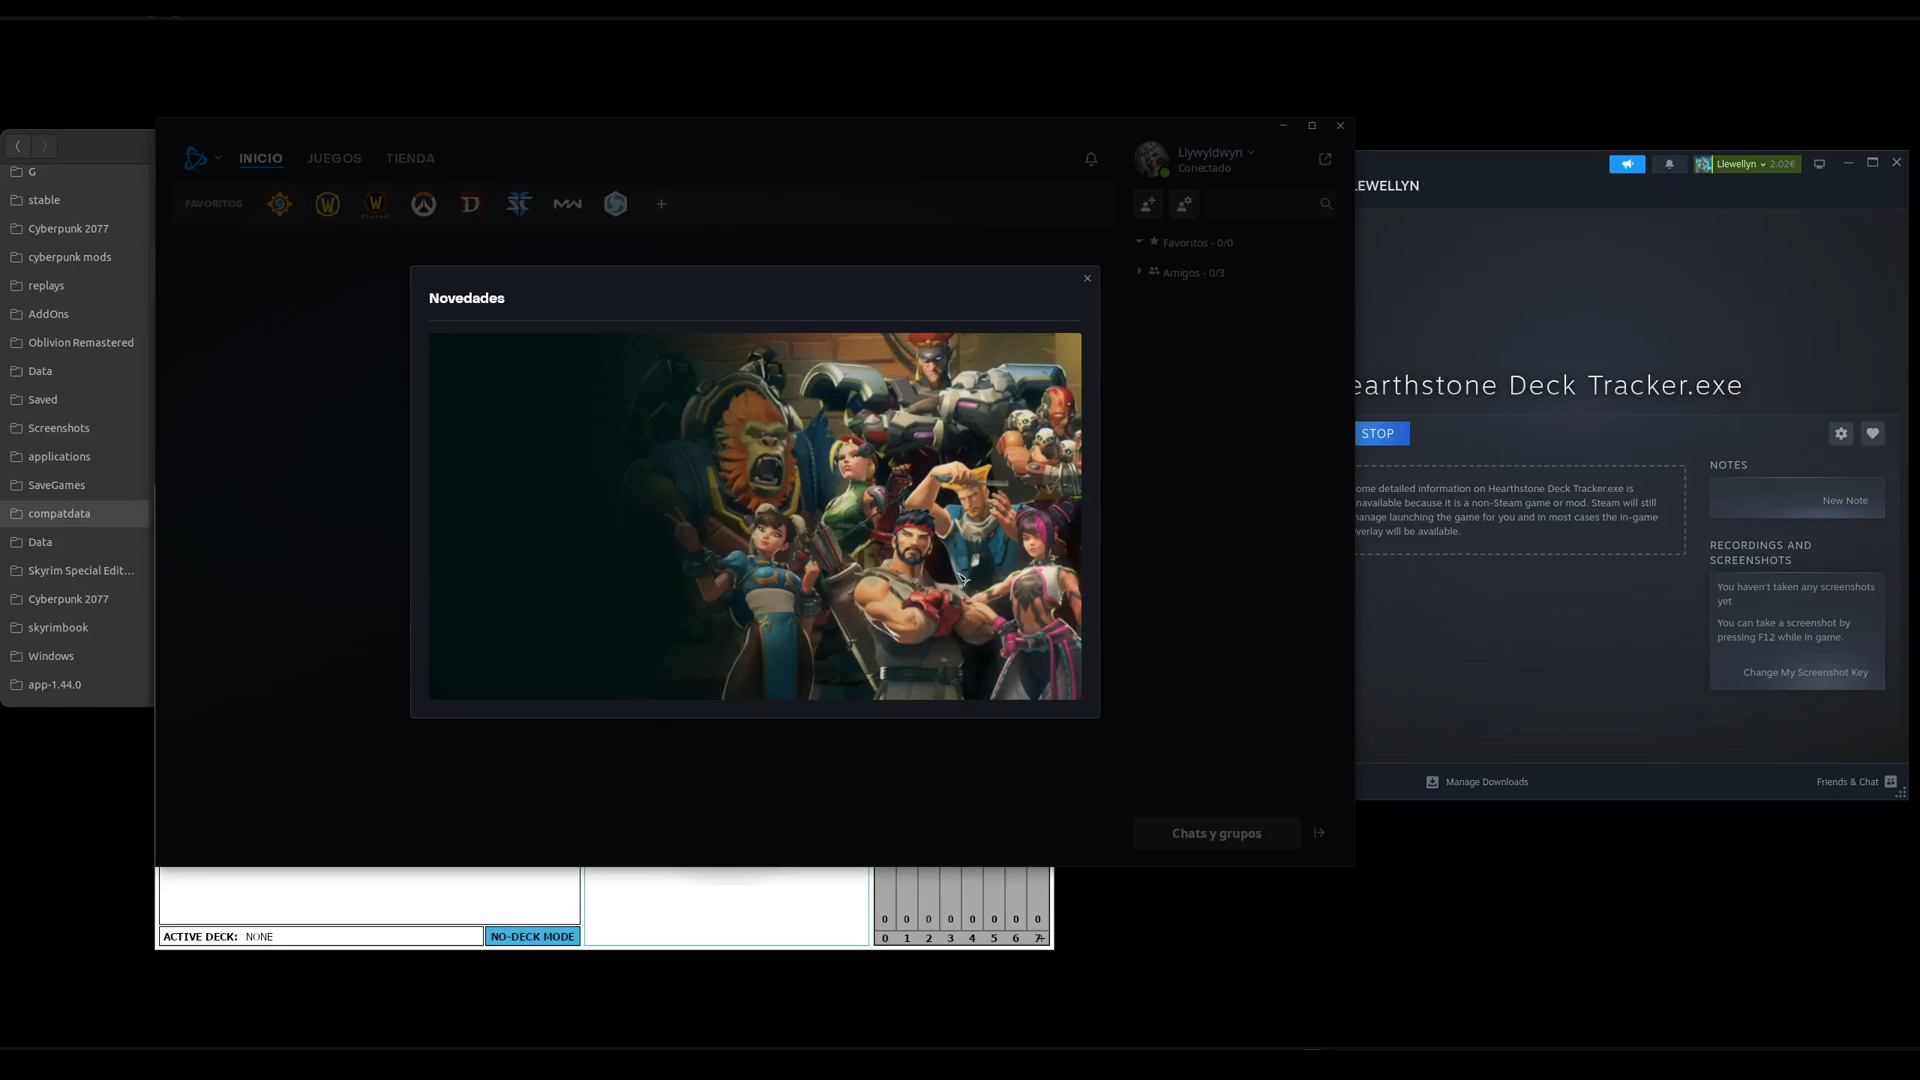 G
stable
Cyberpunk 2077
cyberpunk mods
replays
AddOns
Oblivion Remastered
Data
Saved
Screenshots
applications
SaveGames
compatdata
Data
Skyrim Special Edit...
Cyberpunk 2077
skyrimbook
Windows
app-1.44.0
INICIO
JUEGOS
TIENDA
FAVORITOS
Llywyldwyn
Conectado
Favoritos - 0/0
Amigos - 0/3
Novedades
Chats y grupos
ACTIVE DECK: NONE
NO-DECK MODE
0 0 0 0 0 0 0 0
0 1 2 3 4 5 6 7+
Llewellyn 2.02€
LEWELLYN
earthstone Deck Tracker.exe
STOP
ome detailed information on Hearthstone Deck Tracker.exe is
navailable because it is a non-Steam game or mod. Steam will still
anage launching the game for you and in most cases the in-game
verlay will be available.
NOTES
New Note
RECORDINGS AND
SCREENSHOTS
You haven't taken any screenshots
yet
You can take a screenshot by
pressing F12 while in game.
Change My Screenshot Key
Manage Downloads
Friends & Chat